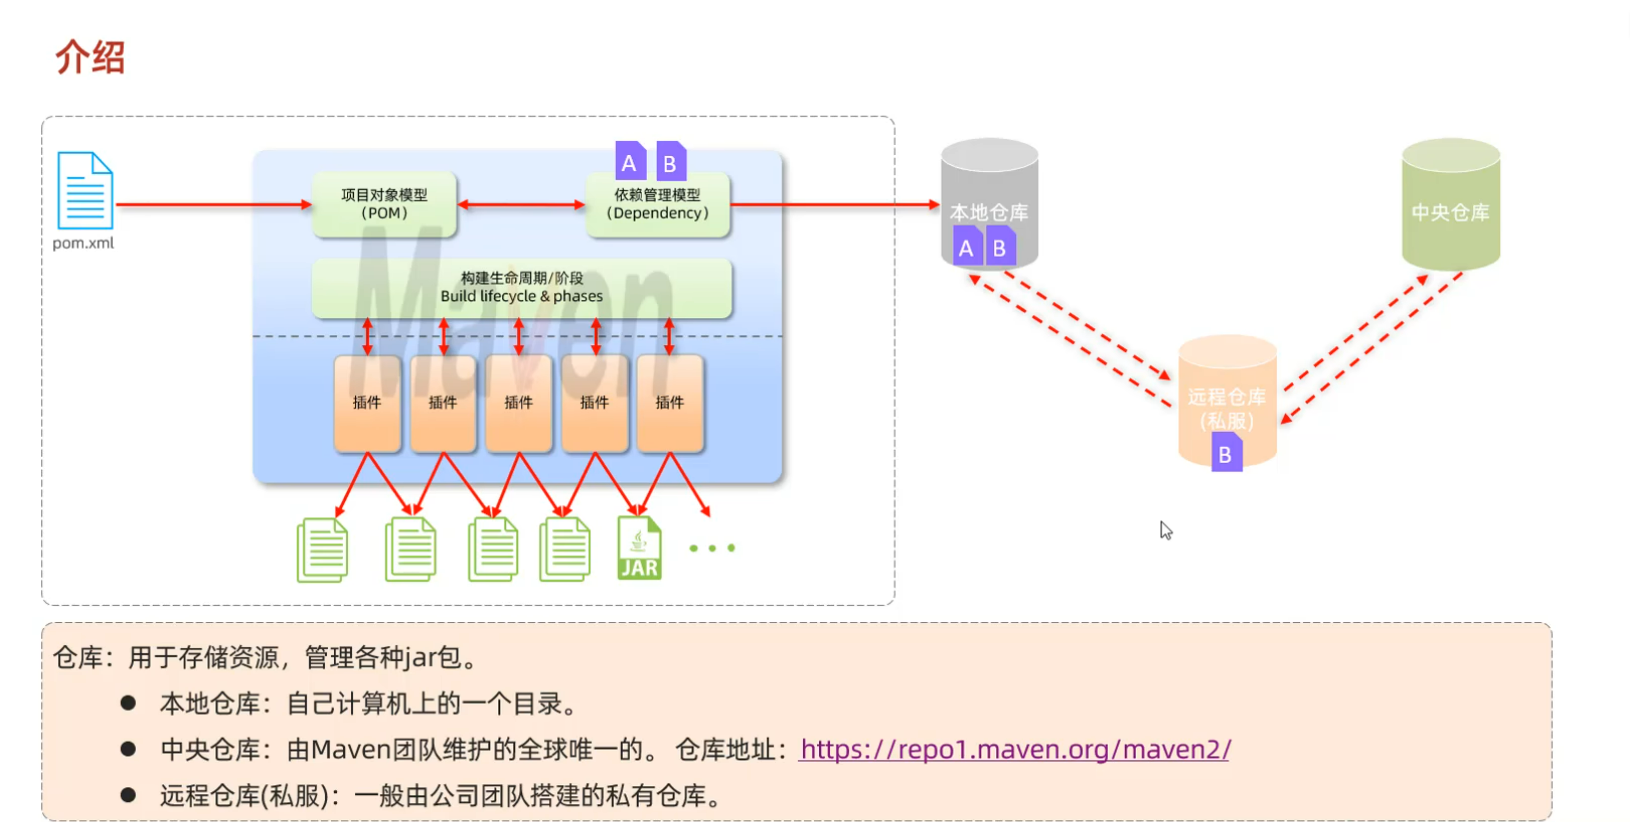 介绍
A B
项目对象模型
（POM）
依赖管理模型
（Dependency）
pom.xml
构建生命周期/阶段
Build lifecycle & phases
Maven
插件 插件 插件 插件 插件
JAR
本地仓库
A B
中央仓库
远程仓库
(私服)
B
仓库：用于存储资源，管理各种jar包。
● 本地仓库：自己计算机上的一个目录。
● 中央仓库：由Maven团队维护的全球唯一的。 仓库地址：https://repo1.maven.org/maven2/
● 远程仓库(私服)：一般由公司团队搭建的私有仓库。